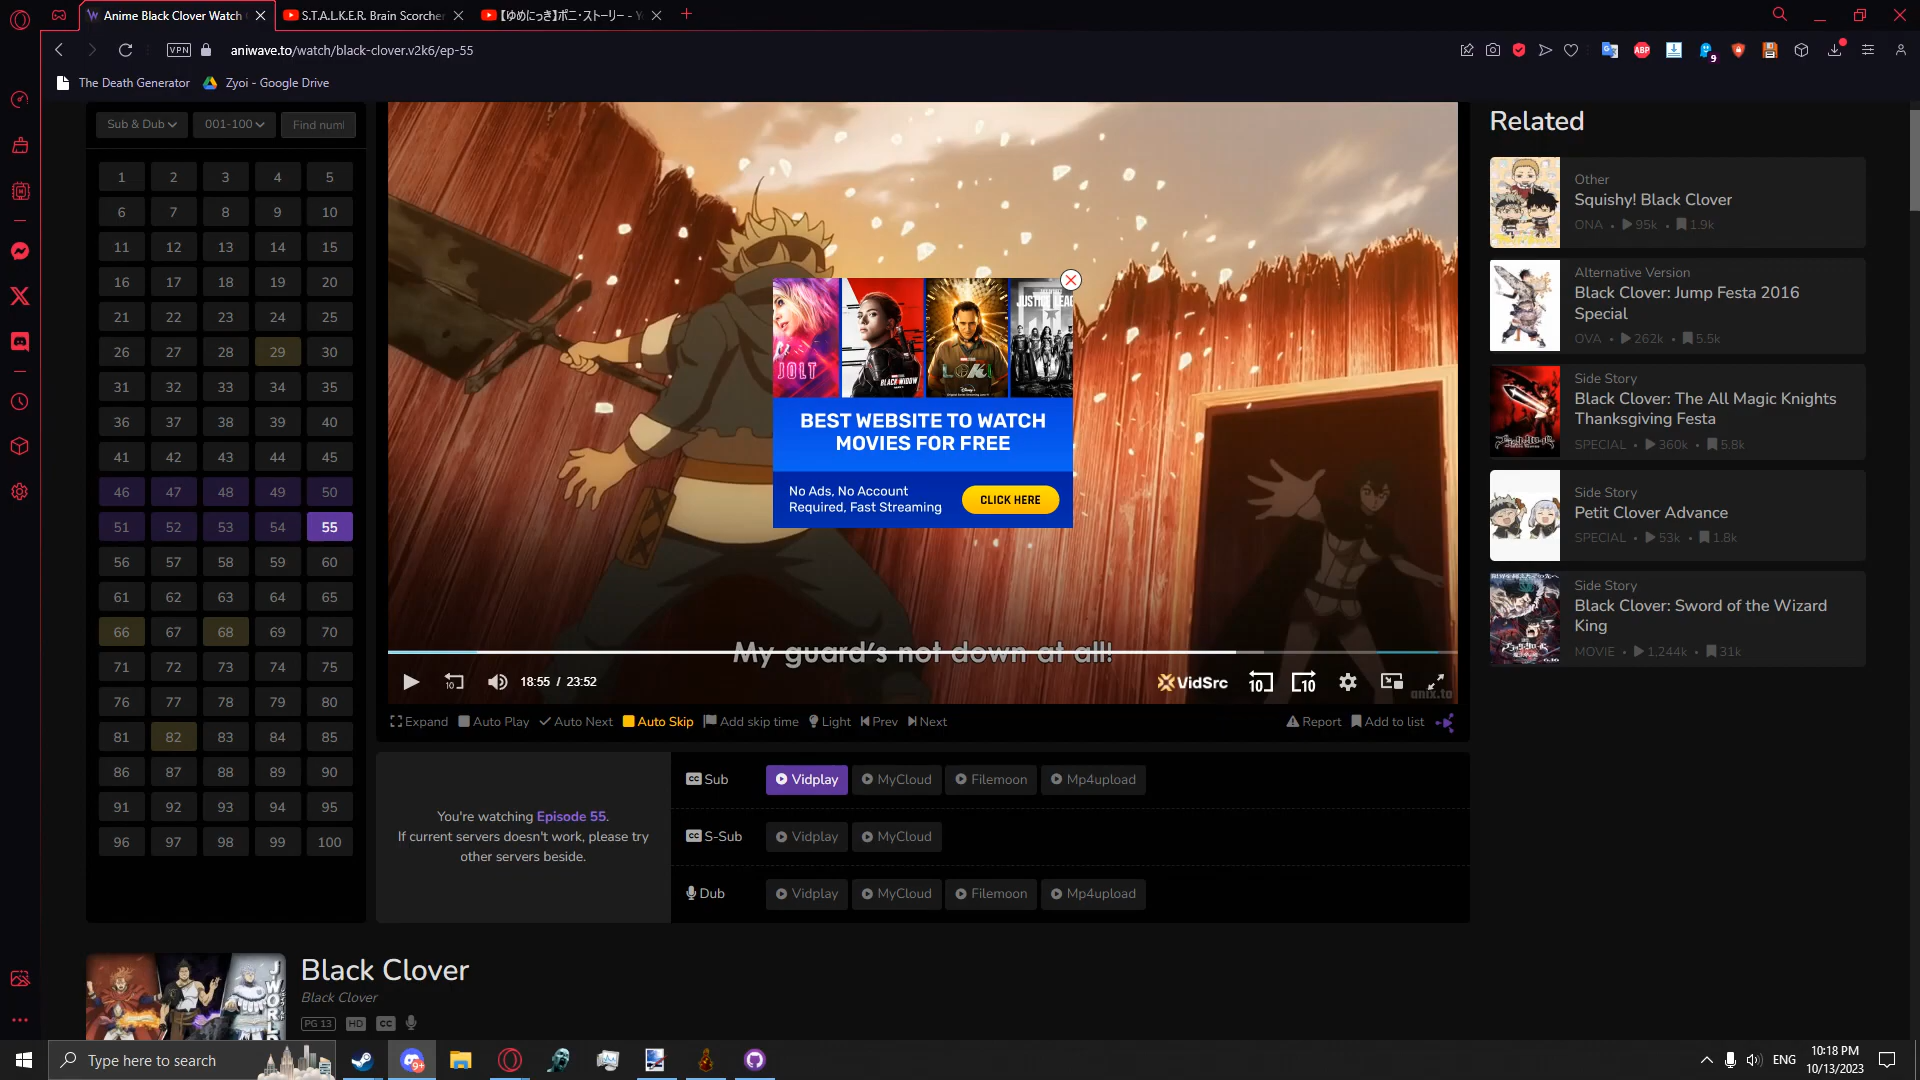 Anime Black Clover Watch
S.T.A.L.K.E.R. Brain Scorcher
【ゆめにっき】ポニ・ストーリー - Y
VPN
aniwave.to/watch/black-clover.v2k6/ep-55
ABP
9
The Death Generator
Zyoi - Google Drive
Sub & Dub
001-100
Find numl
1 2 3 4 5
6 7 8 9 10
11 12 13 14 15
16 17 18 19 20
21 22 23 24 25
26 27 28 29 30
31 32 33 34 35
36 37 38 39 40
41 42 43 44 45
46 47 48 49 50
51 52 53 54 55
56 57 58 59 60
61 62 63 64 65
66 67 68 69 70
71 72 73 74 75
76 77 78 79 80
81 82 83 84 85
86 87 88 89 90
91 92 93 94 95
96 97 98 99 100
JOLT
BLACK WIDOW
LOKI
JUSTICE LEAG
BEST WEBSITE TO WATCH
MOVIES FOR FREE
No Ads, No Account
Required, Fast Streaming
CLICK HERE
My guard's not down at all!
10
18:55 / 23:52
VidSrc
10
10
anix.to
Expand
Auto Play
Auto Next
Auto Skip
Add skip time
Light
Prev
Next
Report
Add to list
You're watching Episode 55.
If current servers doesn't work, please try
other servers beside.
CC Sub
Vidplay
MyCloud
Filemoon
Mp4upload
CC S-Sub
Vidplay
MyCloud
Dub
Vidplay
MyCloud
Filemoon
Mp4upload
Related
Other
Squishy! Black Clover
ONA • 95k • 1.9k
Alternative Version
Black Clover: Jump Festa 2016
Special
OVA • 262k • 5.5k
Side Story
Black Clover: The All Magic Knights
Thanksgiving Festa
SPECIAL • 360k • 5.8k
Side Story
Petit Clover Advance
SPECIAL • 53k • 1.8k
Side Story
Black Clover: Sword of the Wizard
King
MOVIE • 1,244k • 31k
J-WORLD
Black Clover
Black Clover
PG 13
HD
CC
Type here to search
9+
ENG
10:18 PM
10/13/2023